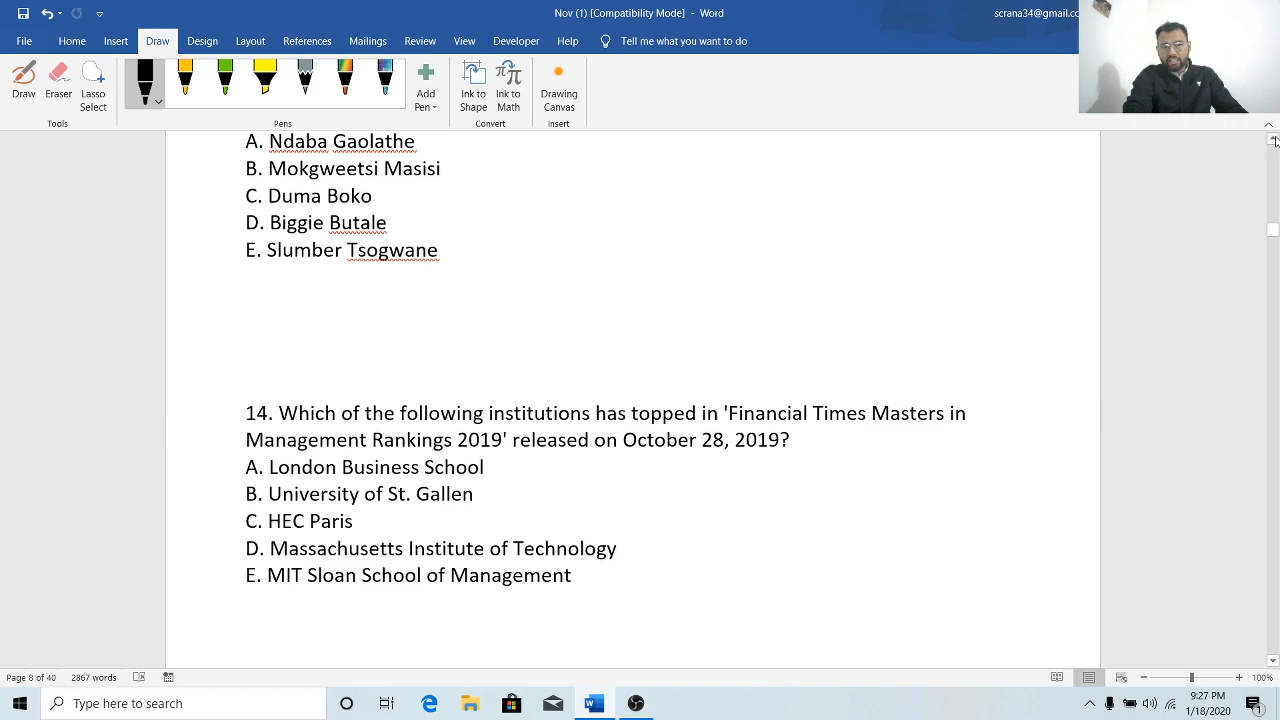 Nov (1) [Compatibility Mode] - Word
scrana34@gmail.co
File Home Insert Draw Design Layout References Mailings Review View Developer Help Tell me what you want to do
Draw Eraser Lasso Select Add Pen Ink to Shape Ink to Math Drawing Canvas
Tools Pens Convert Insert
A. Ndaba Gaolathe
B. Mokgweetsi Masisi
C. Duma Boko
D. Biggie Butale
E. Slumber Tsogwane
14. Which of the following institutions has topped in 'Financial Times Masters in
Management Rankings 2019' released on October 28, 2019?
A. London Business School
B. University of St. Gallen
C. HEC Paris
D. Massachusetts Institute of Technology
E. MIT Sloan School of Management
Page 8 of 40 2867 words 100%
Type here to search
9:27 PM
1/18/2020